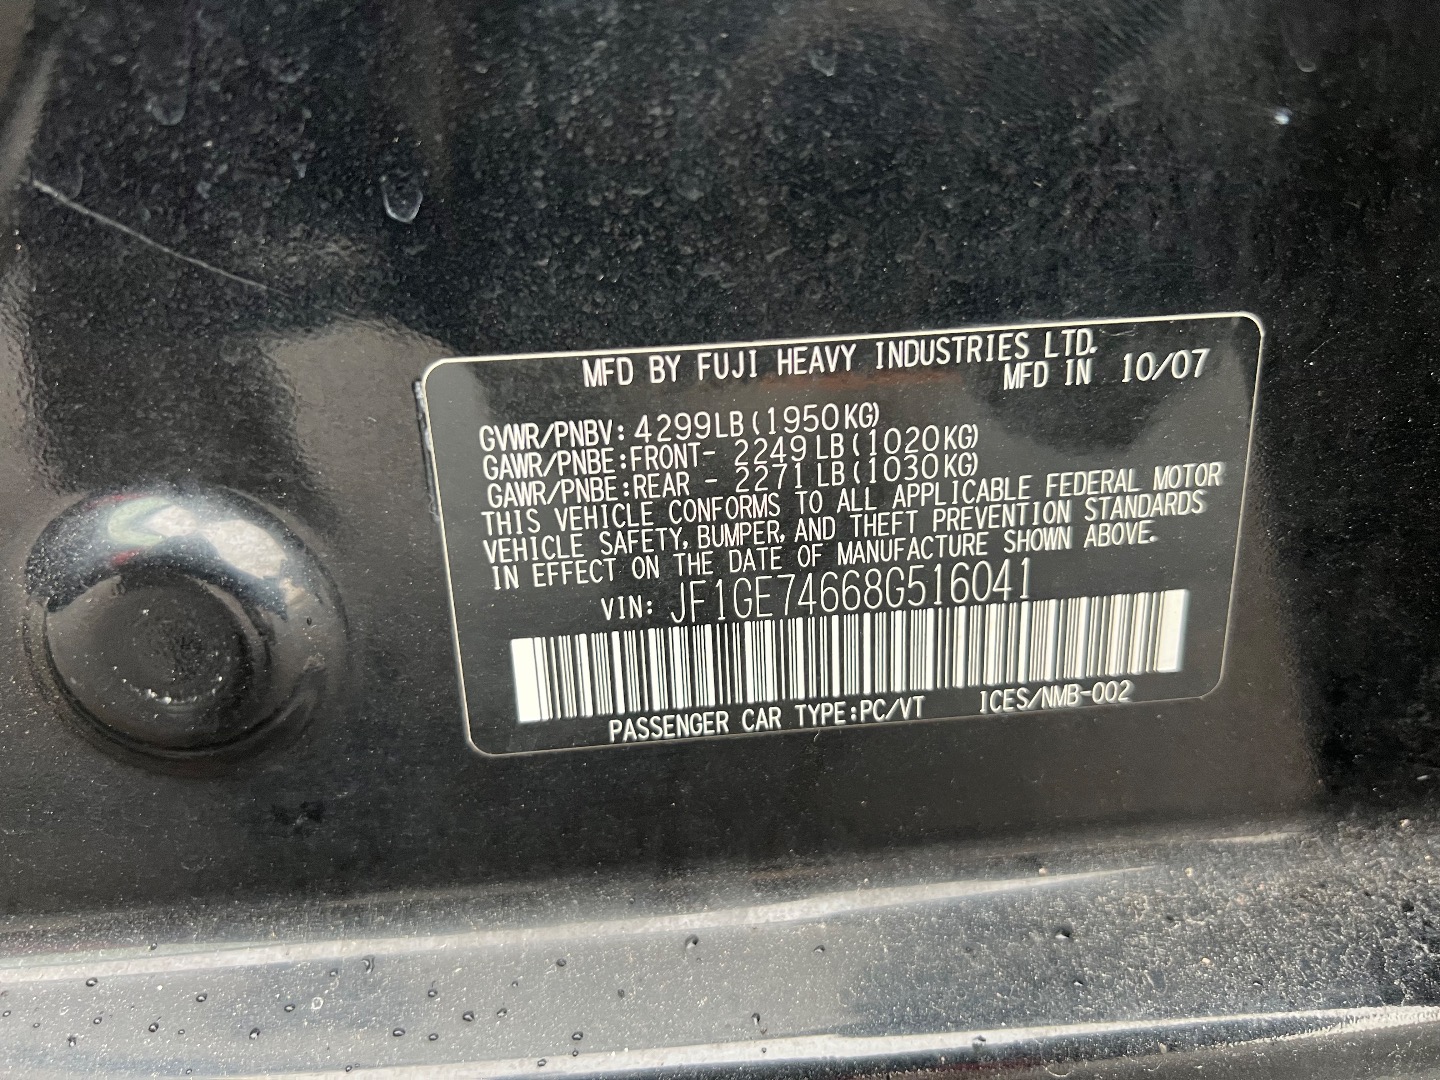 MFD BY FUJI HEAVY INDUSTRIES LTD.
MFD IN 10/07
GVWR/PNBV: 4299LB(1950KG)
GAWR/PNBE:FRONT- 2249LB(1020KG)
GAWR/PNBE:REAR - 2271LB(1030KG)
THIS VEHICLE CONFORMS TO ALL APPLICABLE FEDERAL MOTOR
VEHICLE SAFETY, BUMPER, AND THEFT PREVENTION STANDARDS
IN EFFECT ON THE DATE OF MANUFACTURE SHOWN ABOVE.
VIN: JF1GE74668G516041
PASSENGER CAR TYPE:PC/VT ICES/NMB-002